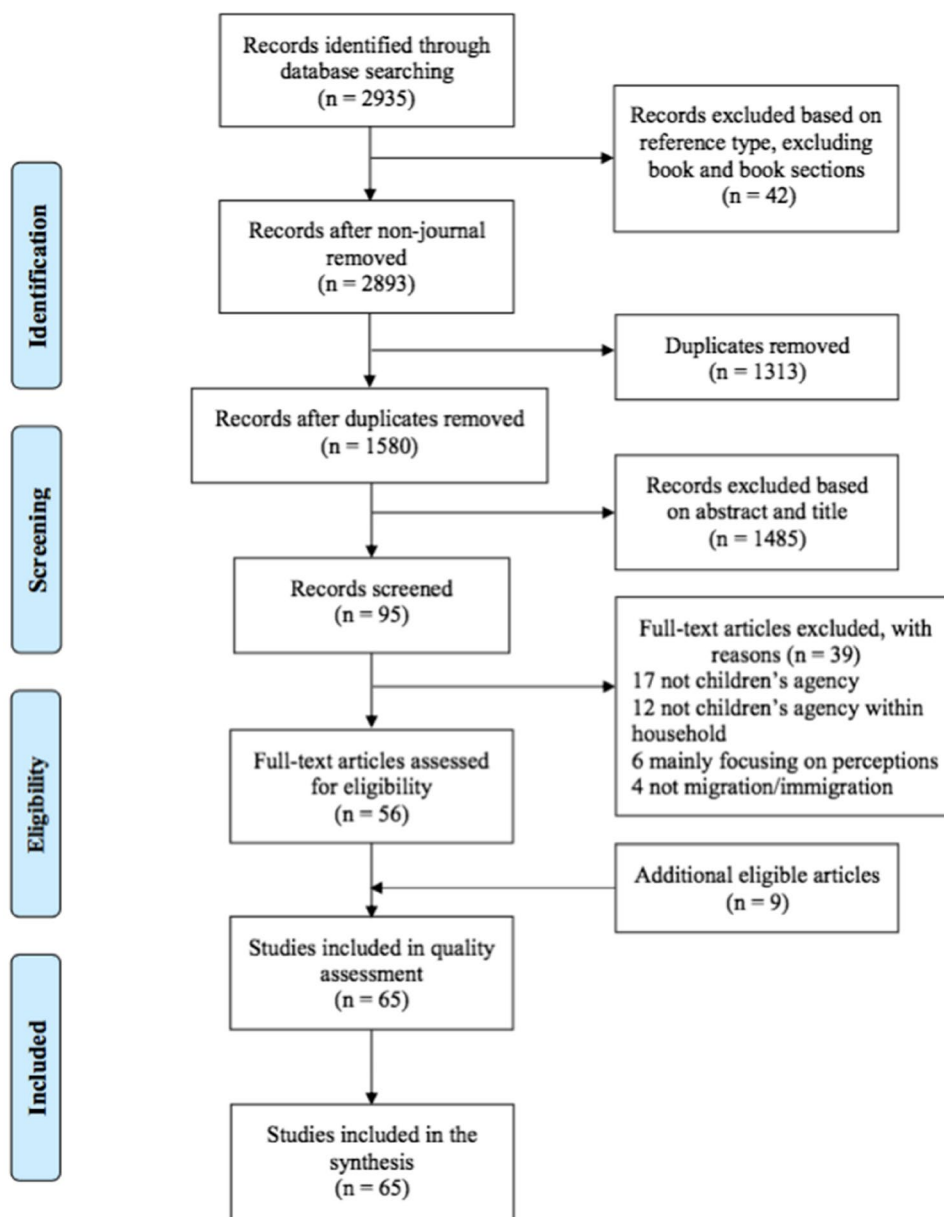 Records identified through
database searching
(n = 2935)
Records excluded based on
reference type, excluding
book and book sections
(n = 42)
Identification
Records after non-journal
removed
(n = 2893)
Duplicates removed
(n = 1313)
Records after duplicates removed
(n = 1580)
Screening
Records excluded based
on abstract and title
(n = 1485)
Records screened
(n = 95)
Full-text articles excluded, with
reasons (n = 39)
17 not children's agency
12 not children's agency within
household
6 mainly focusing on perceptions
4 not migration/immigration
Eligibility
Full-text articles assessed
for eligibility
(n = 56)
Additional eligible articles
(n = 9)
Studies included in quality
assessment
(n = 65)
Included
Studies included in the
synthesis
(n = 65)